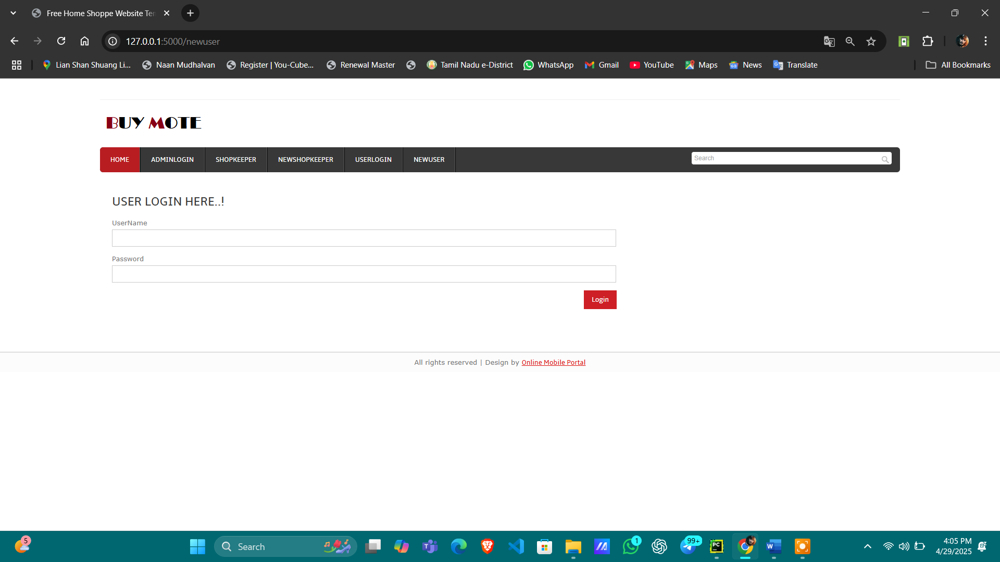 Free Home Shoppe Website Ten
127.0.0.1:5000/newuser
Lian Shan Shuang Li...
Naan Mudhalvan
Register | You-Cube...
Renewal Master
Tamil Nadu e-District
WhatsApp
Gmail
YouTube
Maps
News
Translate
All Bookmarks
BUY MOTE
HOME
ADMINLOGIN
SHOPKEEPER
NEWSHOPKEEPER
USERLOGIN
NEWUSER
Search
USER LOGIN HERE..!
UserName
Password
Login
All rights reserved | Design by Online Mobile Portal
5
Search
1
99+
PC
4:05 PM
4/29/2025